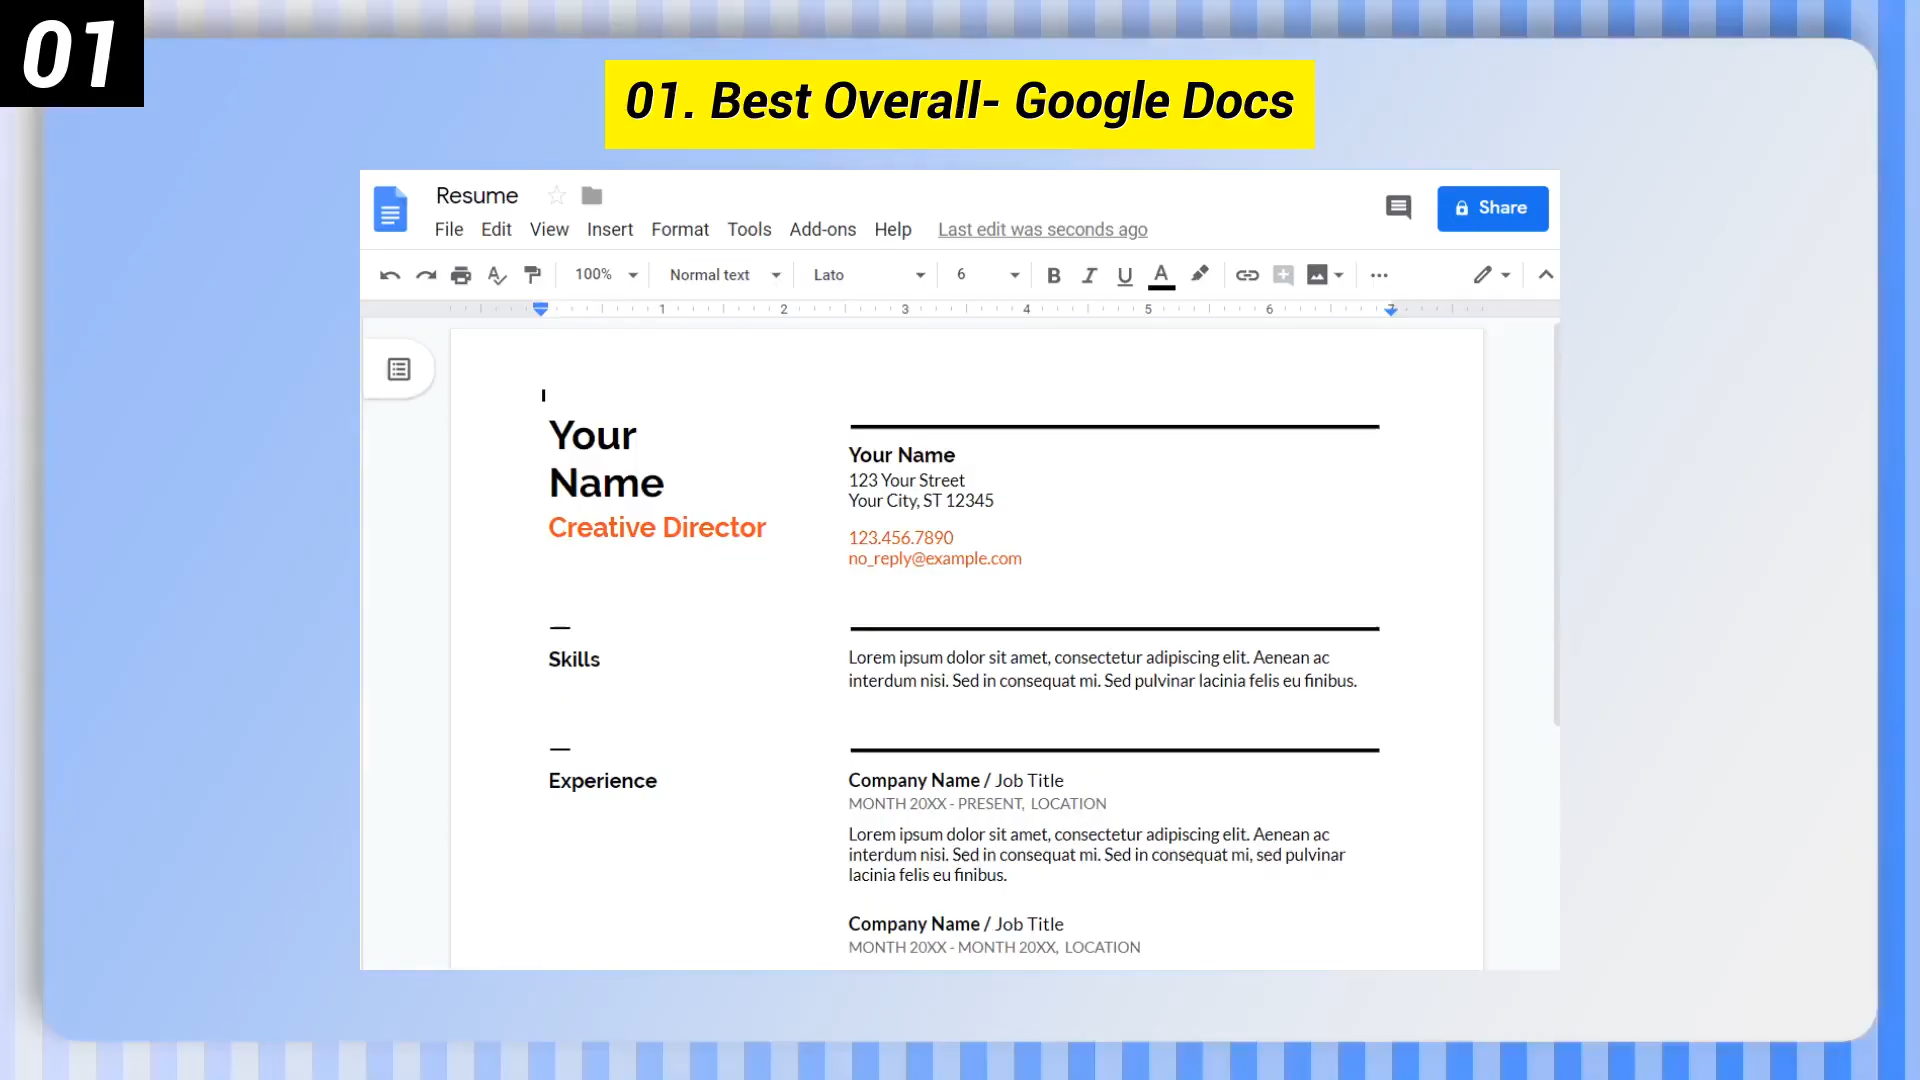 01
01. Best Overall- Google Docs
Resume
File Edit View Insert Format Tools Add-ons Help Last edit was seconds ago
Share
100% Normal text Lato 6 B I U A
1 2 3 4 5 6 7
Your
Name
Creative Director
Your Name
123 Your Street
Your City, ST 12345
123.456.7890
no_reply@example.com
Skills
Lorem ipsum dolor sit amet, consectetur adipiscing elit. Aenean ac
interdum nisi. Sed in consequat mi. Sed pulvinar lacinia felis eu finibus.
Experience
Company Name / Job Title
MONTH 20XX - PRESENT, LOCATION
Lorem ipsum dolor sit amet, consectetur adipiscing elit. Aenean ac
interdum nisi. Sed in consequat mi. Sed in consequat mi, sed pulvinar
lacinia felis eu finibus.
Company Name / Job Title
MONTH 20XX - MONTH 20XX, LOCATION